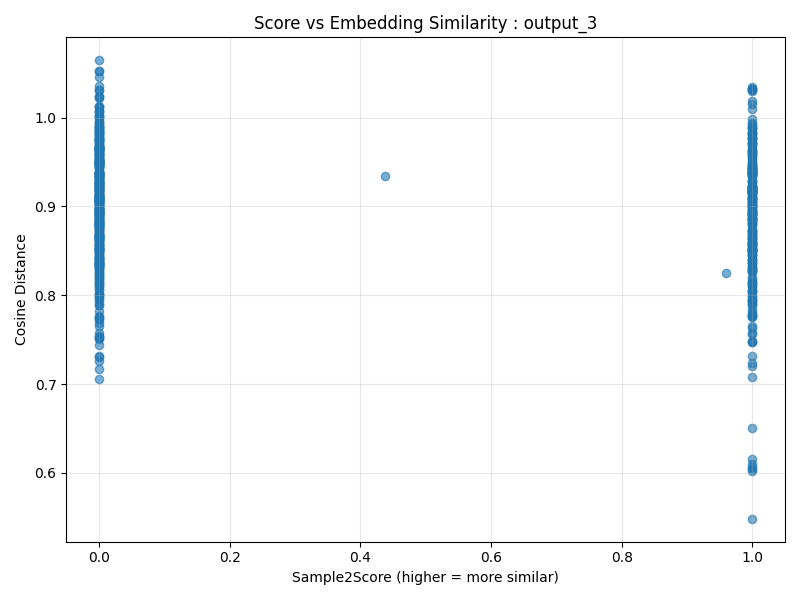 Score vs Embedding Similarity : output_3
Cosine Distance
1.0
0.9
0.8
0.7
0.6
0.0 0.2 0.4 0.6 0.8 1.0
Sample2Score (higher = more similar)